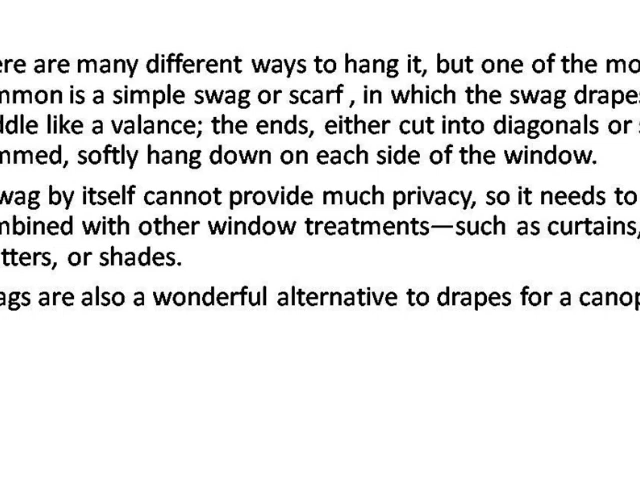 ere are many different ways to hang it, but one of the mo
mmon is a simple swag or scarf , in which the swag drape
ddle like a valance; the ends, either cut into diagonals or
mmed, softly hang down on each side of the window.
wag by itself cannot provide much privacy, so it needs to
mbined with other window treatments—such as curtains,
tters, or shades.
ags are also a wonderful alternative to drapes for a canop